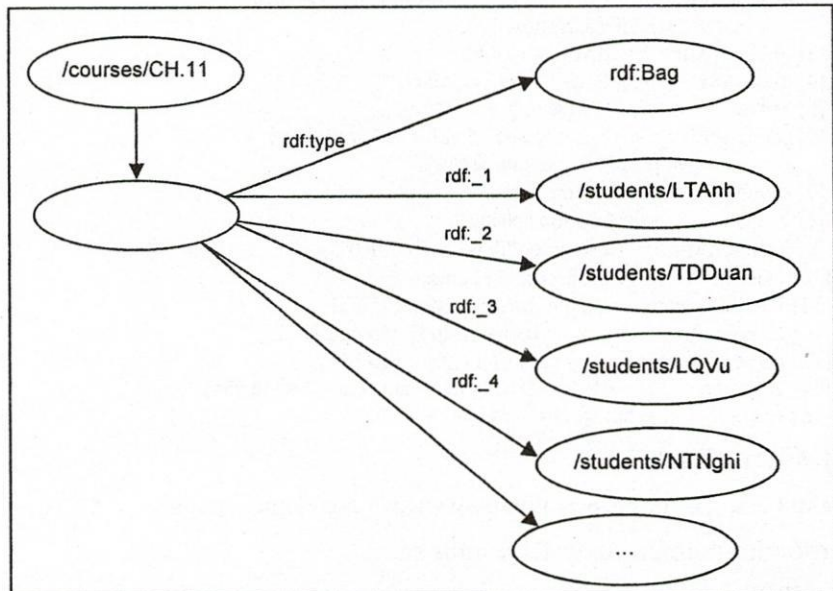 /courses/CH.11
rdf:Bag
rdf:type
rdf:_1
/students/LTAnh
rdf:_2
/students/TDDuan
rdf:_3
/students/LQVu
rdf:_4
/students/NTNghi
...